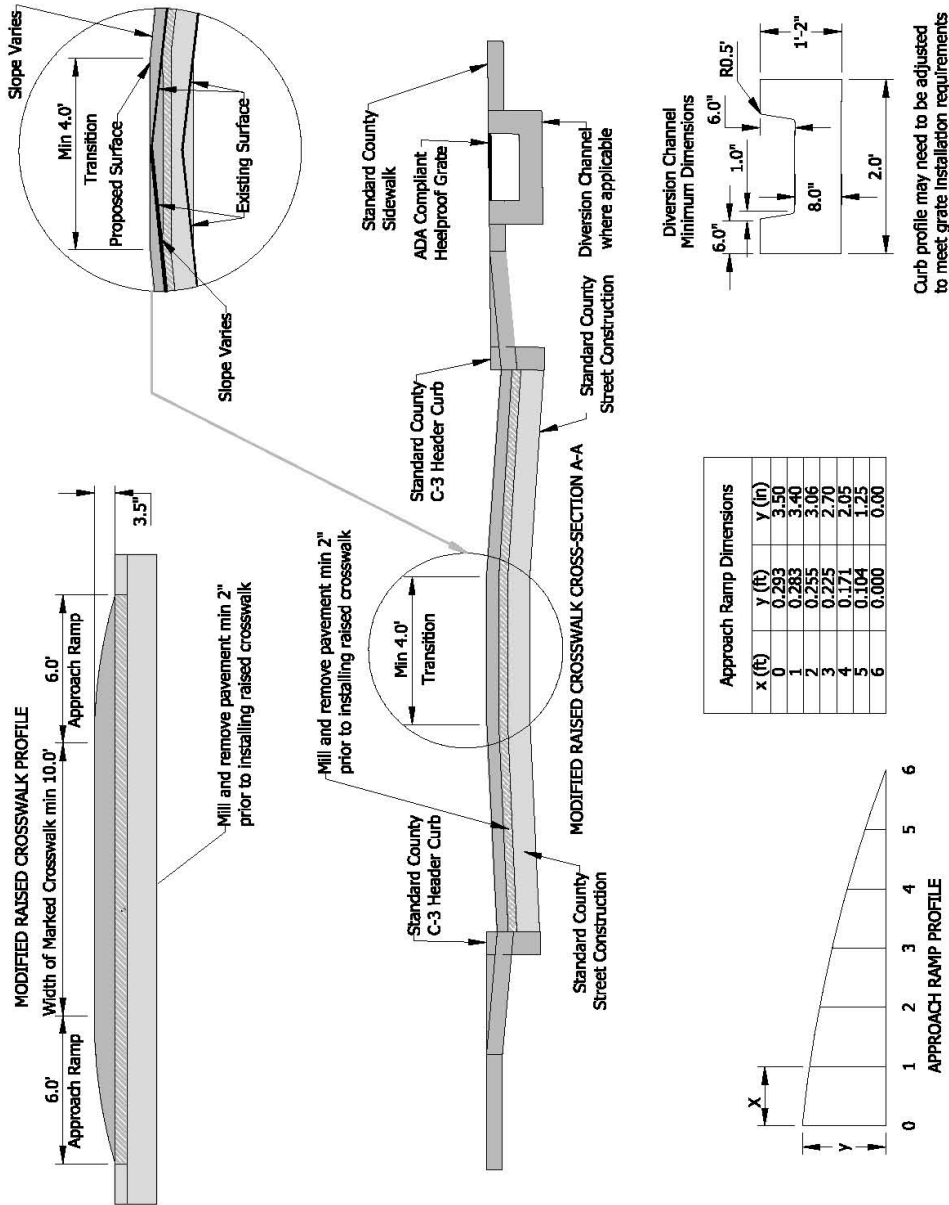 MODIFIED RAISED CROSSWALK PROFILE
6.0'
Approach Ramp
Width of Marked Crosswalk min 10.0'
6.0'
Approach Ramp
3.5"
Mill and remove pavement min 2"
prior to installing raised crosswalk
Slope Varies
Min 4.0'
Transition
Proposed Surface
Existing Surface
Slope Varies
Standard County
C-3 Header Curb
Mill and remove pavement min 2"
prior to installing raised crosswalk
Min 4.0'
Transition
Standard County
C-3 Header Curb
Standard County
Sidewalk
ADA Compliant
Heelproof Grate
Standard County
Street Construction
MODIFIED RAISED CROSSWALK CROSS-SECTION A-A
Standard County
Street Construction
Diversion Channel
where applicable
y
X
0 1 2 3 4 5 6
APPROACH RAMP PROFILE
Approach Ramp Dimensions
x (ft) y (ft) y (in)
0 0.293 3.50
1 0.283 3.40
2 0.255 3.06
3 0.225 2.70
4 0.171 2.05
5 0.104 1.25
6 0.000 0.00
Diversion Channel
Minimum Dimensions
6.0"
1.0"
6.0"
R0.5'
8.0"
1'-2"
2.0'
Curb profile may need to be adjusted
to meet grate Installation requirements